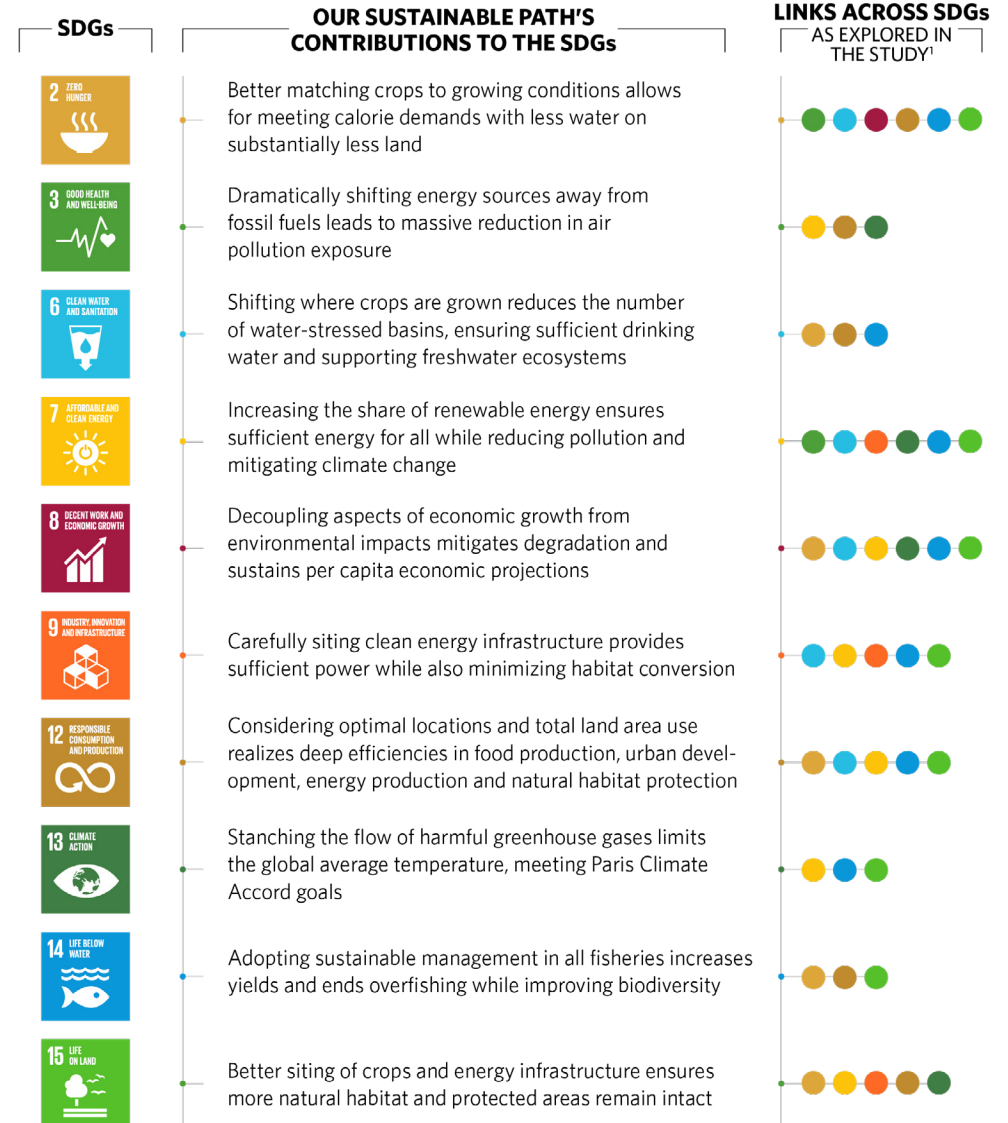 SDGs
OUR SUSTAINABLE PATH'S
CONTRIBUTIONS TO THE SDGs
LINKS ACROSS SDGs
AS EXPLORED IN
THE STUDY¹
2 ZERO
HUNGER
Better matching crops to growing conditions allows
for meeting calorie demands with less water on
substantially less land
3 GOOD HEALTH
AND WELL-BEING
Dramatically shifting energy sources away from
fossil fuels leads to massive reduction in air
pollution exposure
6 CLEAN WATER
AND SANITATION
Shifting where crops are grown reduces the number
of water-stressed basins, ensuring sufficient drinking
water and supporting freshwater ecosystems
7 AFFORDABLE AND
CLEAN ENERGY
Increasing the share of renewable energy ensures
sufficient energy for all while reducing pollution and
mitigating climate change
8 DECENT WORK AND
ECONOMIC GROWTH
Decoupling aspects of economic growth from
environmental impacts mitigates degradation and
sustains per capita economic projections
9 INDUSTRY, INNOVATION
AND INFRASTRUCTURE
Carefully siting clean energy infrastructure provides
sufficient power while also minimizing habitat conversion
12 RESPONSIBLE
CONSUMPTION
AND PRODUCTION
Considering optimal locations and total land area use
realizes deep efficiencies in food production, urban devel-
opment, energy production and natural habitat protection
13 CLIMATE
ACTION
Stanching the flow of harmful greenhouse gases limits
the global average temperature, meeting Paris Climate
Accord goals
14 LIFE BELOW
WATER
Adopting sustainable management in all fisheries increases
yields and ends overfishing while improving biodiversity
15 LIFE
ON LAND
Better siting of crops and energy infrastructure ensures
more natural habitat and protected areas remain intact